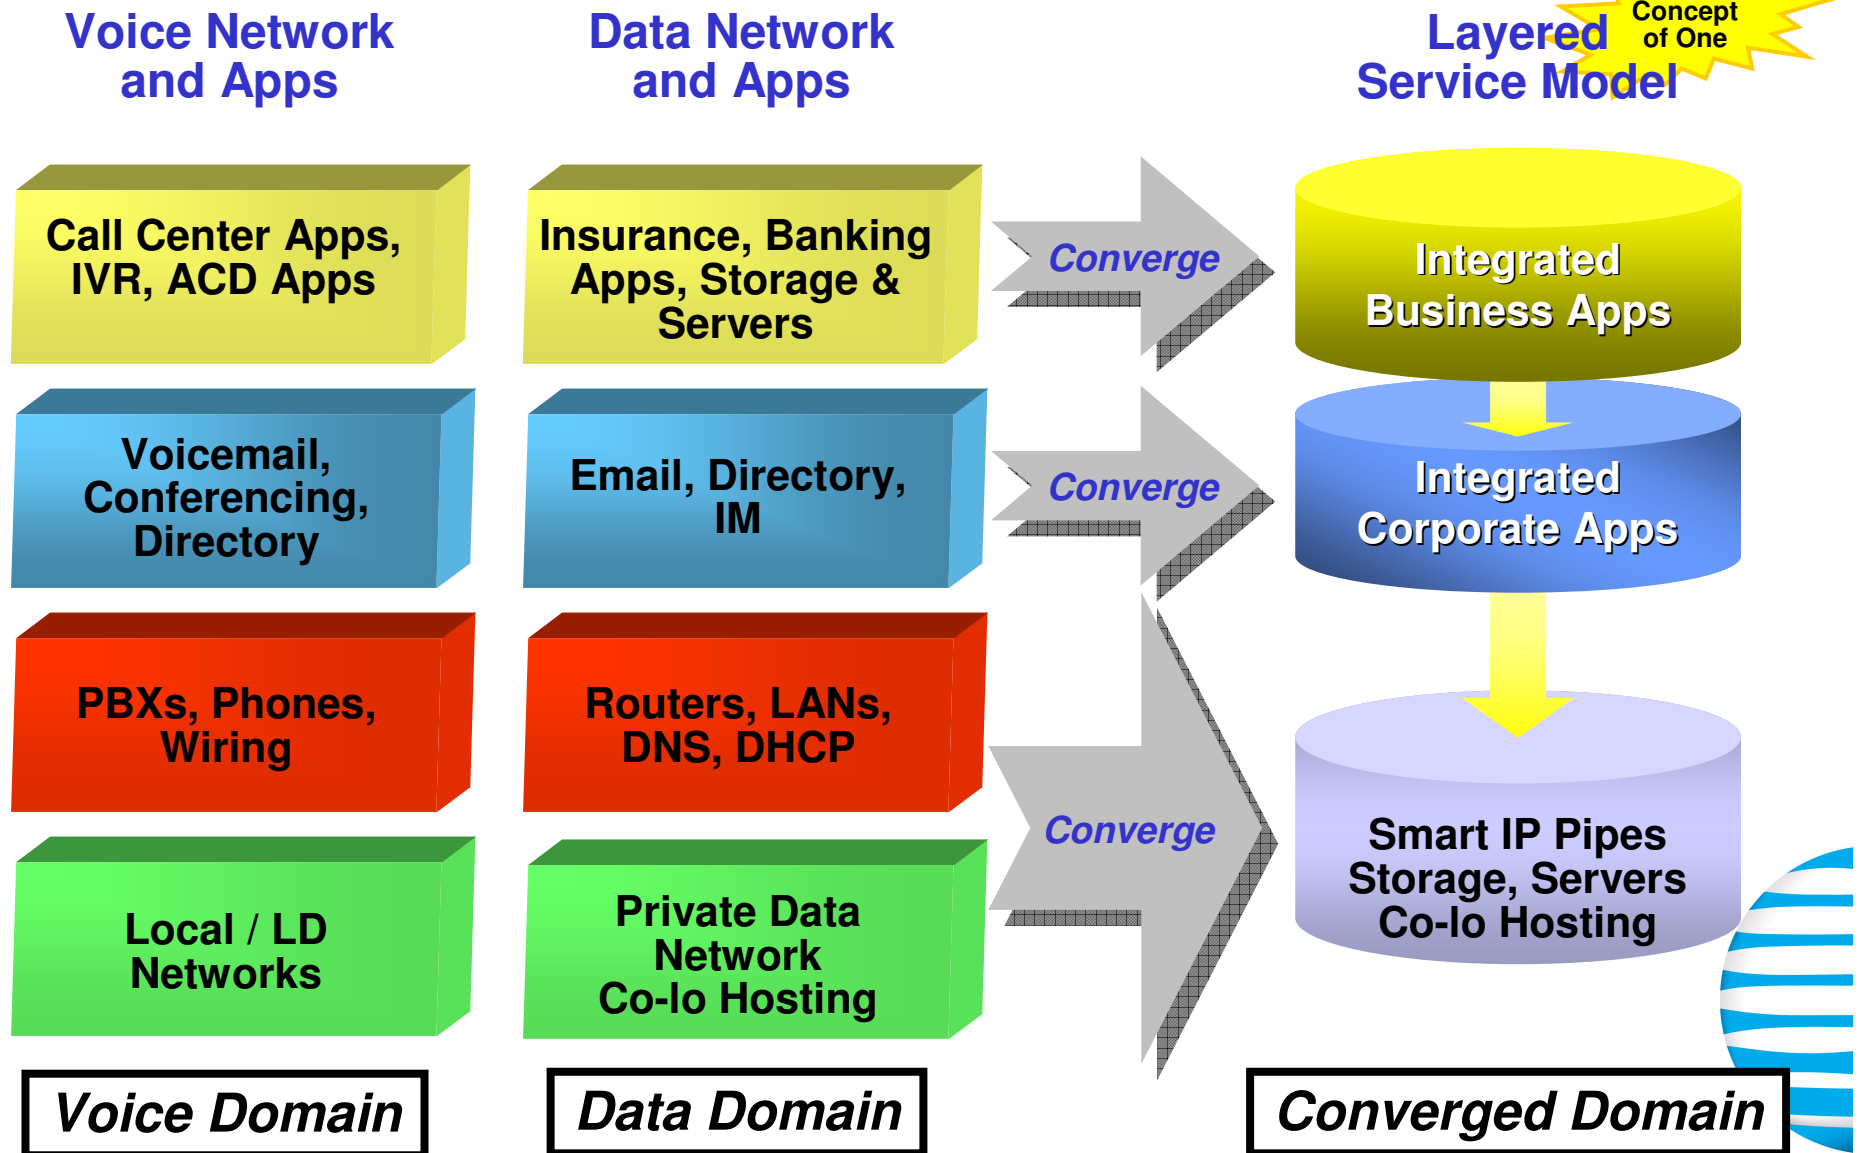 Voice Network
and Apps
Data Network
and Apps
Layered
Service Model
Concept
of One
Call Center Apps,
IVR, ACD Apps
Insurance, Banking
Apps, Storage &
Servers
Converge
Integrated
Business Apps
Voicemail,
Conferencing,
Directory
Email, Directory,
IM
Converge
Integrated
Corporate Apps
PBXs, Phones,
Wiring
Routers, LANs,
DNS, DHCP
Converge
Smart IP Pipes
Storage, Servers
Co-lo Hosting
Local / LD
Networks
Private Data
Network
Co-lo Hosting
Voice Domain
Data Domain
Converged Domain